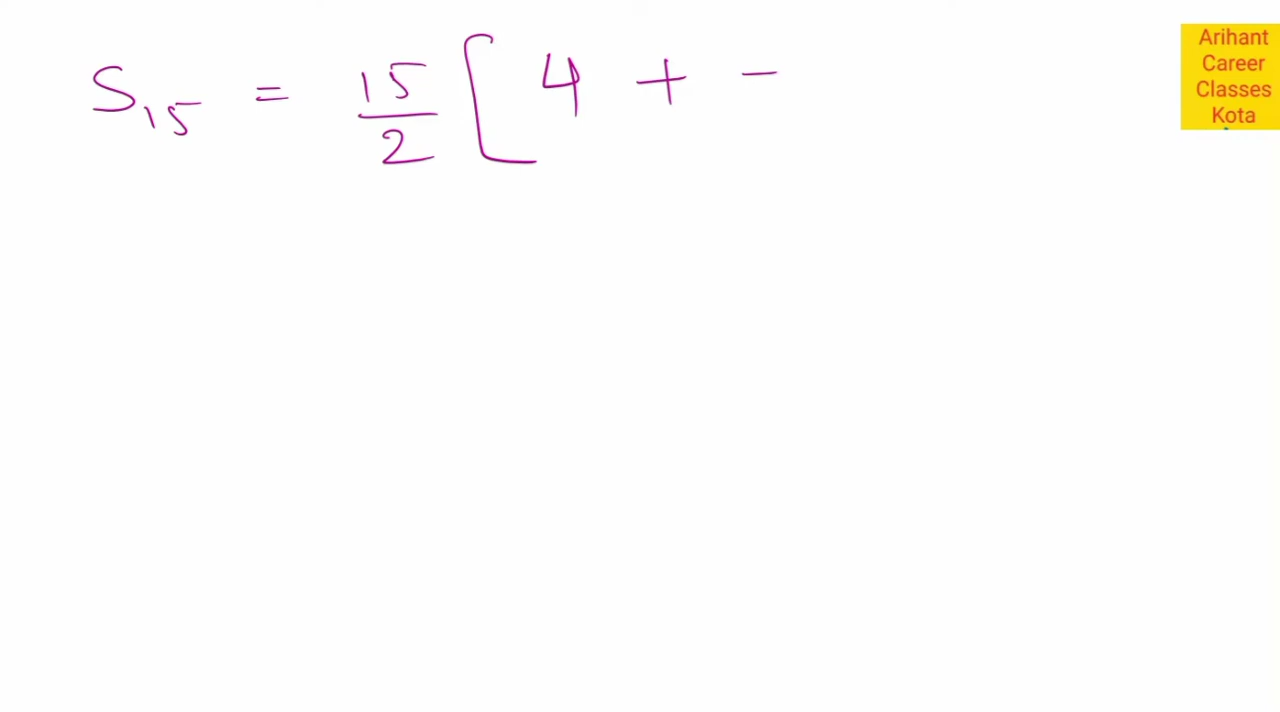 S₁₅ = 15/2 [ 4 + -
Arihant
Career
Classes
Kota